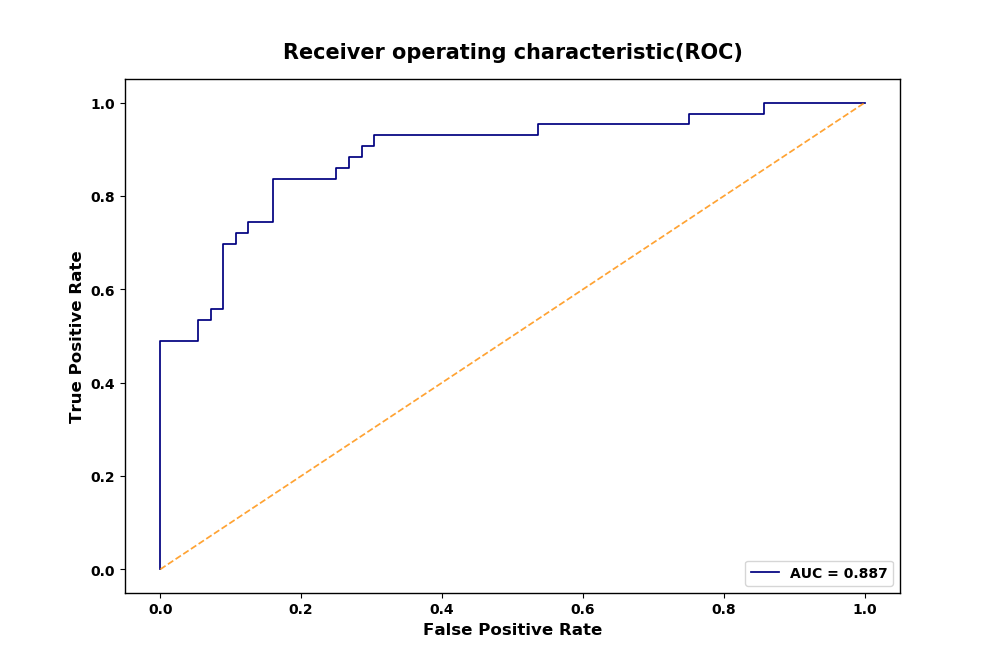 Receiver operating characteristic(ROC)
1.0
0.8
0.6
0.4
0.2
0.0
True Positive Rate
0.0 0.2 0.4 0.6 0.8 1.0
False Positive Rate
AUC = 0.887